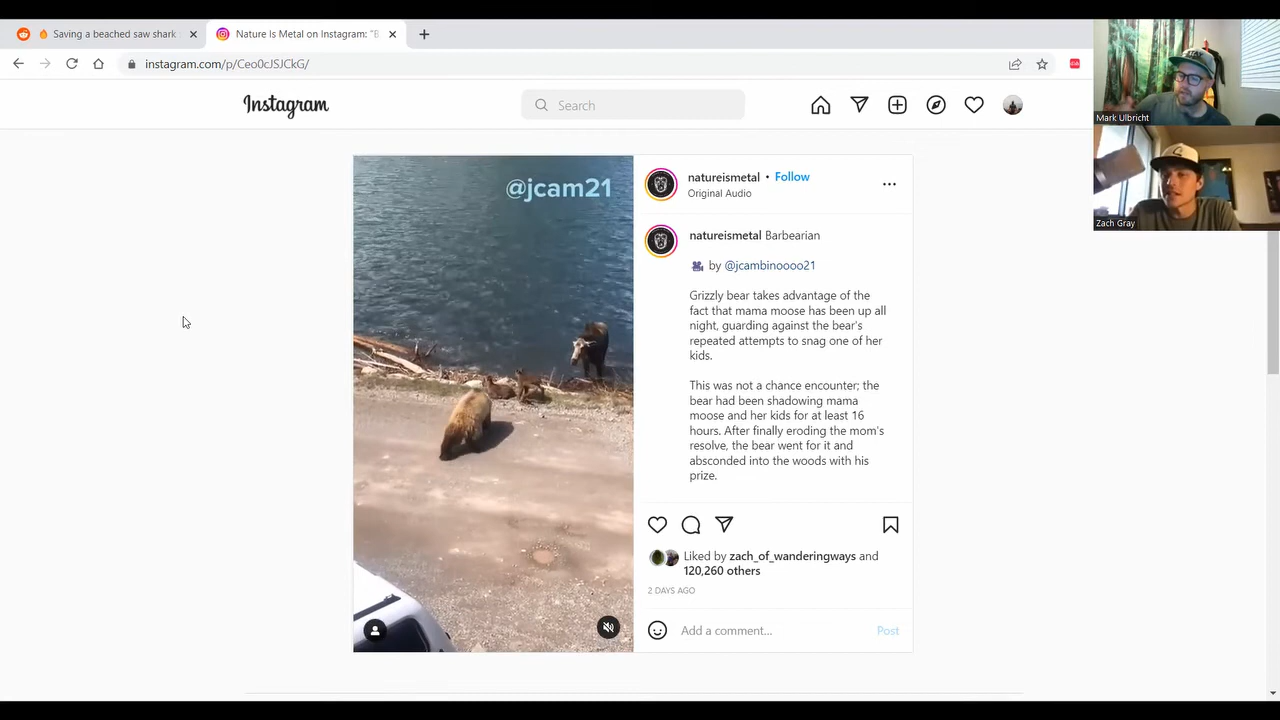 🔥 Saving a beached saw shark
Nature Is Metal on Instagram: "B
instagram.com/p/Ceo0cJSJCkG/
Instagram
Search
@jcam21
natureismetal • Follow
Original Audio
natureismetal Barbearian
🎥 by @jcambinoooo21
Grizzly bear takes advantage of the
fact that mama moose has been up all
night, guarding against the bear's
repeated attempts to snag one of her
kids.
This was not a chance encounter; the
bear had been shadowing mama
moose and her kids for at least 16
hours. After finally eroding the mom's
resolve, the bear went for it and
absconded into the woods with his
prize.
Liked by zach_of_wanderingways and
120,260 others
2 DAYS AGO
Add a comment...
Post
Mark Ulbricht
Zach Gray